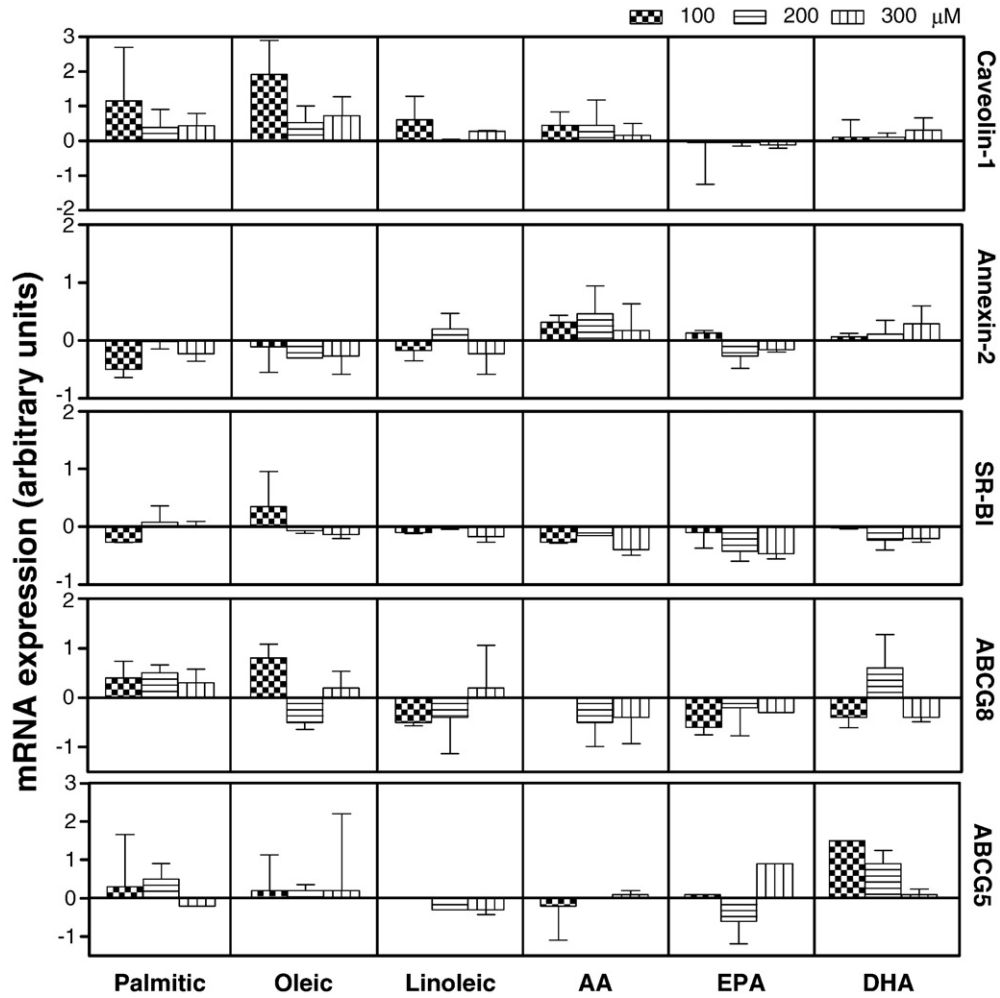 100 200 300 μM
mRNA expression (arbitrary units)
3
2
1
0
-1
-2
Caveolin-1
2
1
0
-1
Annexin-2
2
1
0
-1
SR-BI
2
1
0
-1
ABCG8
3
2
1
0
-1
ABCG5
Palmitic Oleic Linoleic AA EPA DHA